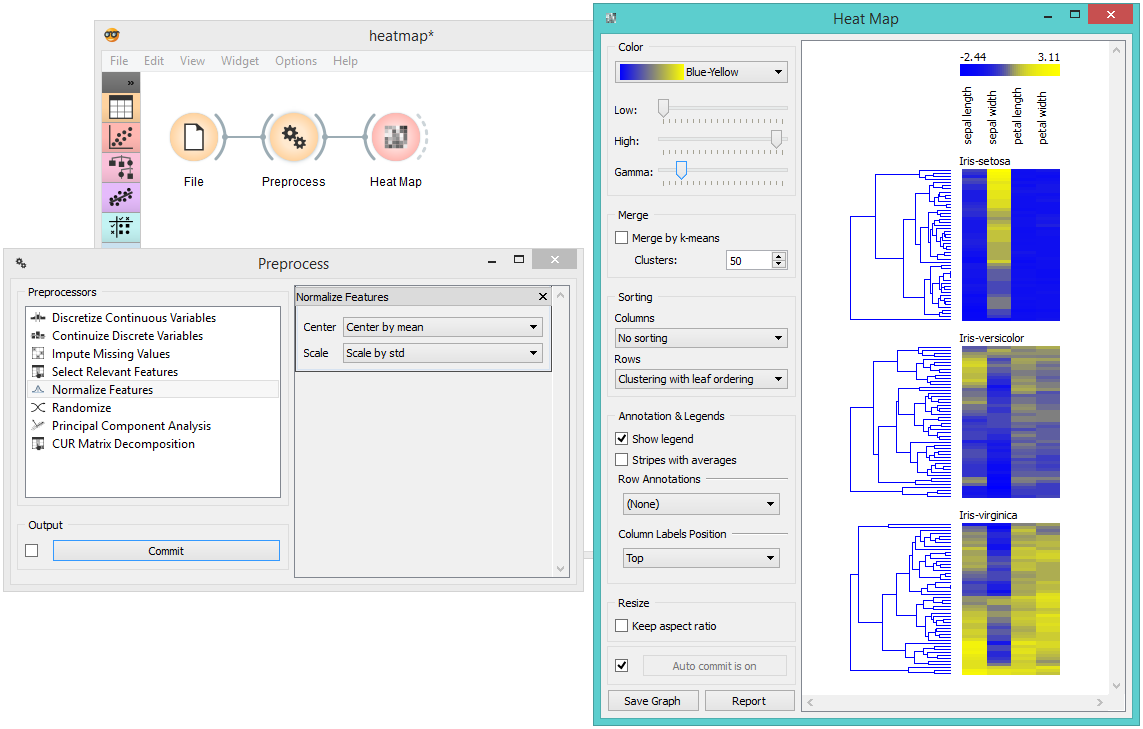 heatmap*
File Edit View Widget Options Help
»
File
Preprocess
Heat Map
Preprocess
Preprocessors
Discretize Continuous Variables
Continuize Discrete Variables
Impute Missing Values
Select Relevant Features
Normalize Features
Randomize
Principal Component Analysis
CUR Matrix Decomposition
Output
Commit
Normalize Features
Center Center by mean
Scale Scale by std
Heat Map
Color
Blue-Yellow
Low:
High:
Gamma:
Merge
Merge by k-means
Clusters: 50
Sorting
Columns
No sorting
Rows
Clustering with leaf ordering
Annotation & Legends
Show legend
Stripes with averages
Row Annotations
(None)
Column Labels Position
Top
Resize
Keep aspect ratio
Auto commit is on
Save Graph Report
-2.44 3.11
sepal length
sepal width
petal length
petal width
Iris-setosa
Iris-versicolor
Iris-virginica